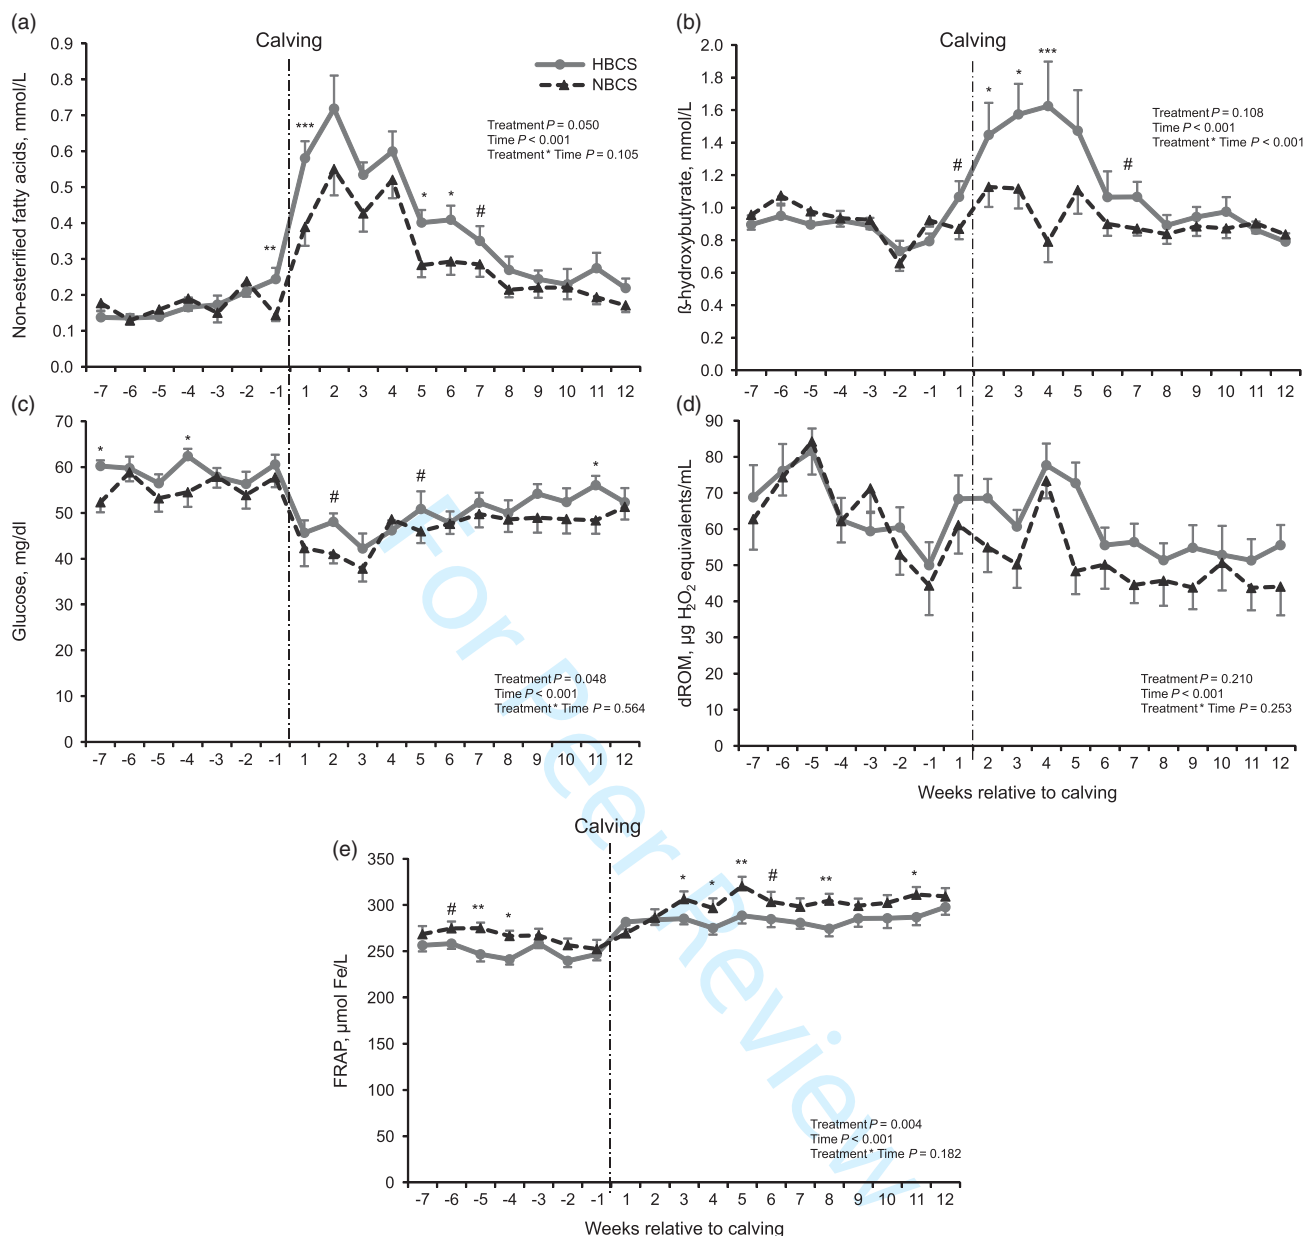 (a)
Calving
HBCS
NBCS
Non-esterified fatty acids, mmol/L
0.9
0.8
0.7
0.6
0.5
0.4
0.3
0.2
0.1
0.0
***
**
*
*
#
Treatment P = 0.050
Time P < 0.001
Treatment * Time P = 0.105
-7 -6 -5 -4 -3 -2 -1 1 2 3 4 5 6 7 8 9 10 11 12
(b)
Calving
ß-hydroxybutyrate, mmol/L
2.0
1.8
1.6
1.4
1.2
1.0
0.8
0.6
0.4
0.2
0.0
#
*
*
***
#
Treatment P = 0.108
Time P < 0.001
Treatment * Time P < 0.001
-7 -6 -5 -4 -3 -2 -1 1 2 3 4 5 6 7 8 9 10 11 12
(c)
Glucose, mg/dl
70
60
50
40
30
20
10
0
*
*
#
#
*
Treatment P = 0.048
Time P < 0.001
Treatment * Time P = 0.564
-7 -6 -5 -4 -3 -2 -1 1 2 3 4 5 6 7 8 9 10 11 12
(d)
dROM, µg H2O2 equivalents/mL
90
80
70
60
50
40
30
20
10
0
Treatment P = 0.210
Time P < 0.001
Treatment * Time P = 0.253
-7 -6 -5 -4 -3 -2 -1 1 2 3 4 5 6 7 8 9 10 11 12
Weeks relative to calving
(e)
Calving
FRAP, µmol Fe/L
350
300
250
200
150
100
50
0
#
**
*
*
*
**
#
**
*
Treatment P = 0.004
Time P < 0.001
Treatment * Time P = 0.182
-7 -6 -5 -4 -3 -2 -1 1 2 3 4 5 6 7 8 9 10 11 12
Weeks relative to calving
For Peer Review